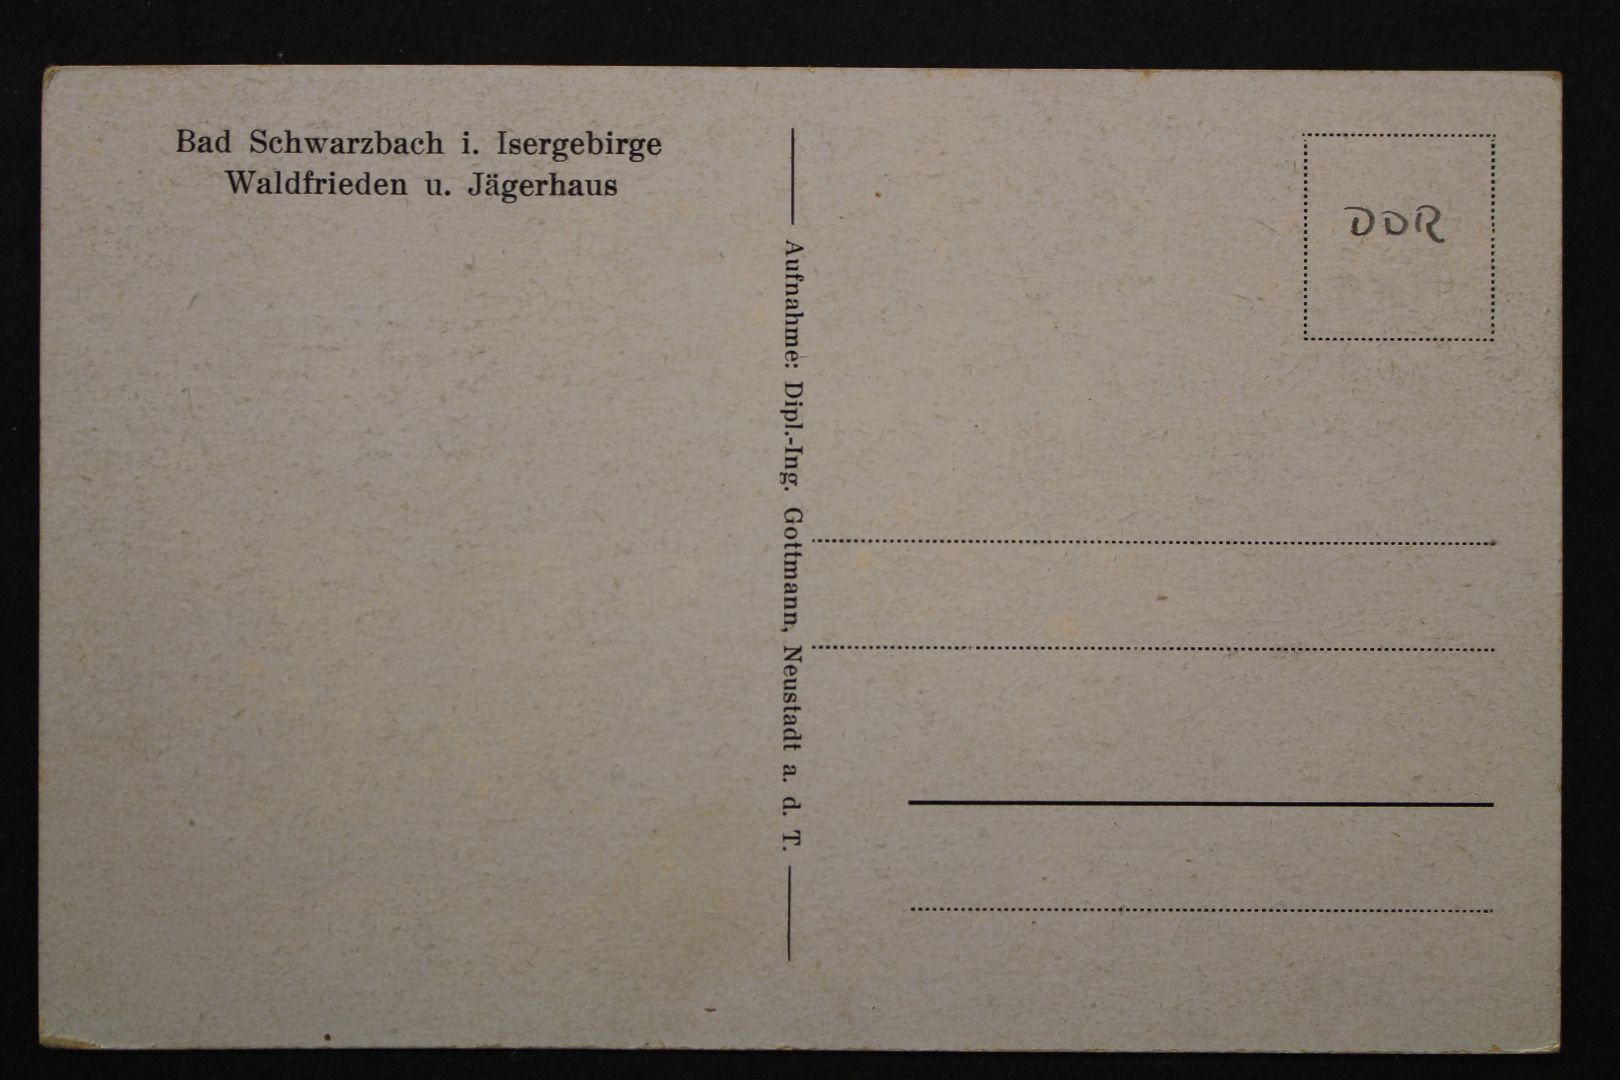 Bad Schwarzbach i. Isergebirge
Waldfrieden u. Jägerhaus
Aufnahme: Dipl.-Ing. Gottmann, Neustadt a. d. T.
DDR